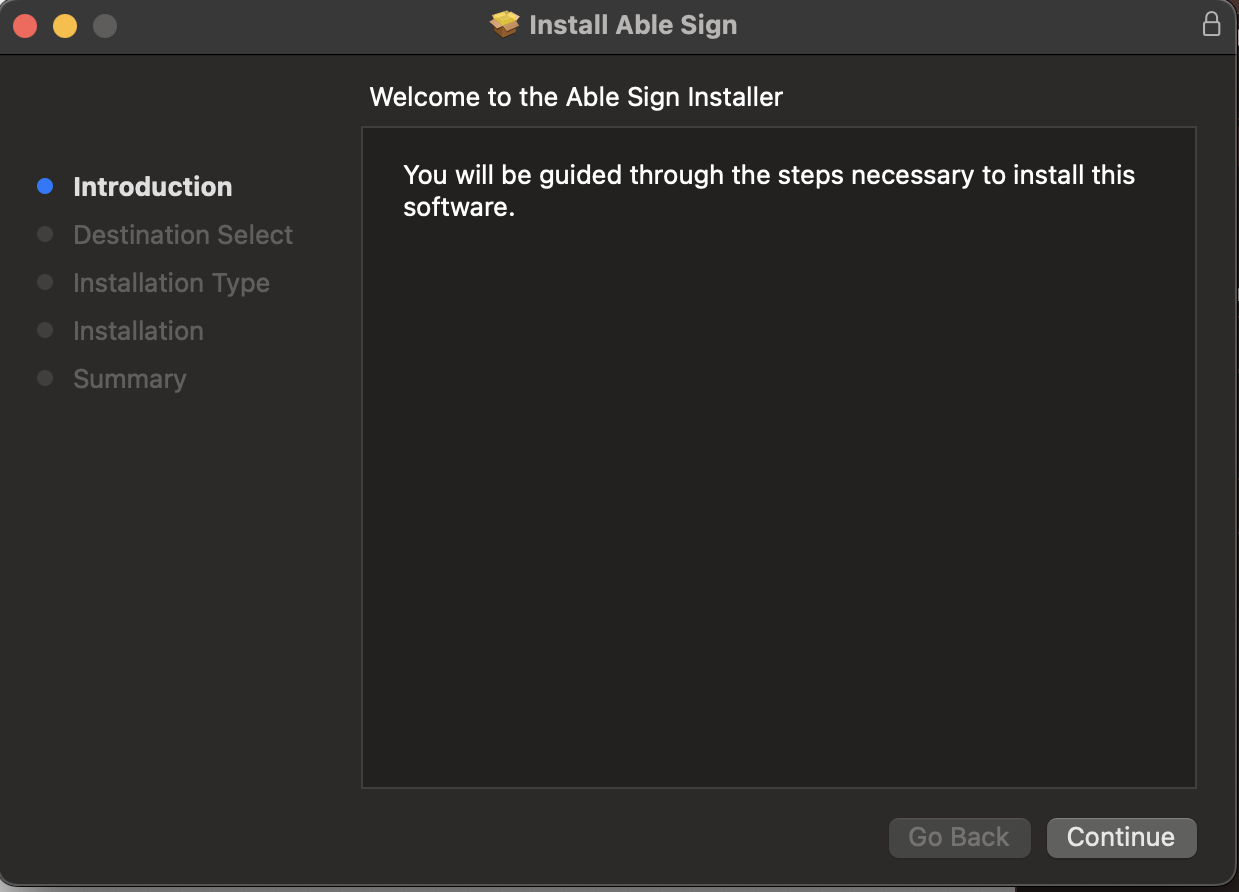 Install Able Sign
Welcome to the Able Sign Installer
Introduction
Destination Select
Installation Type
Installation
Summary
You will be guided through the steps necessary to install this
software.
Go Back
Continue